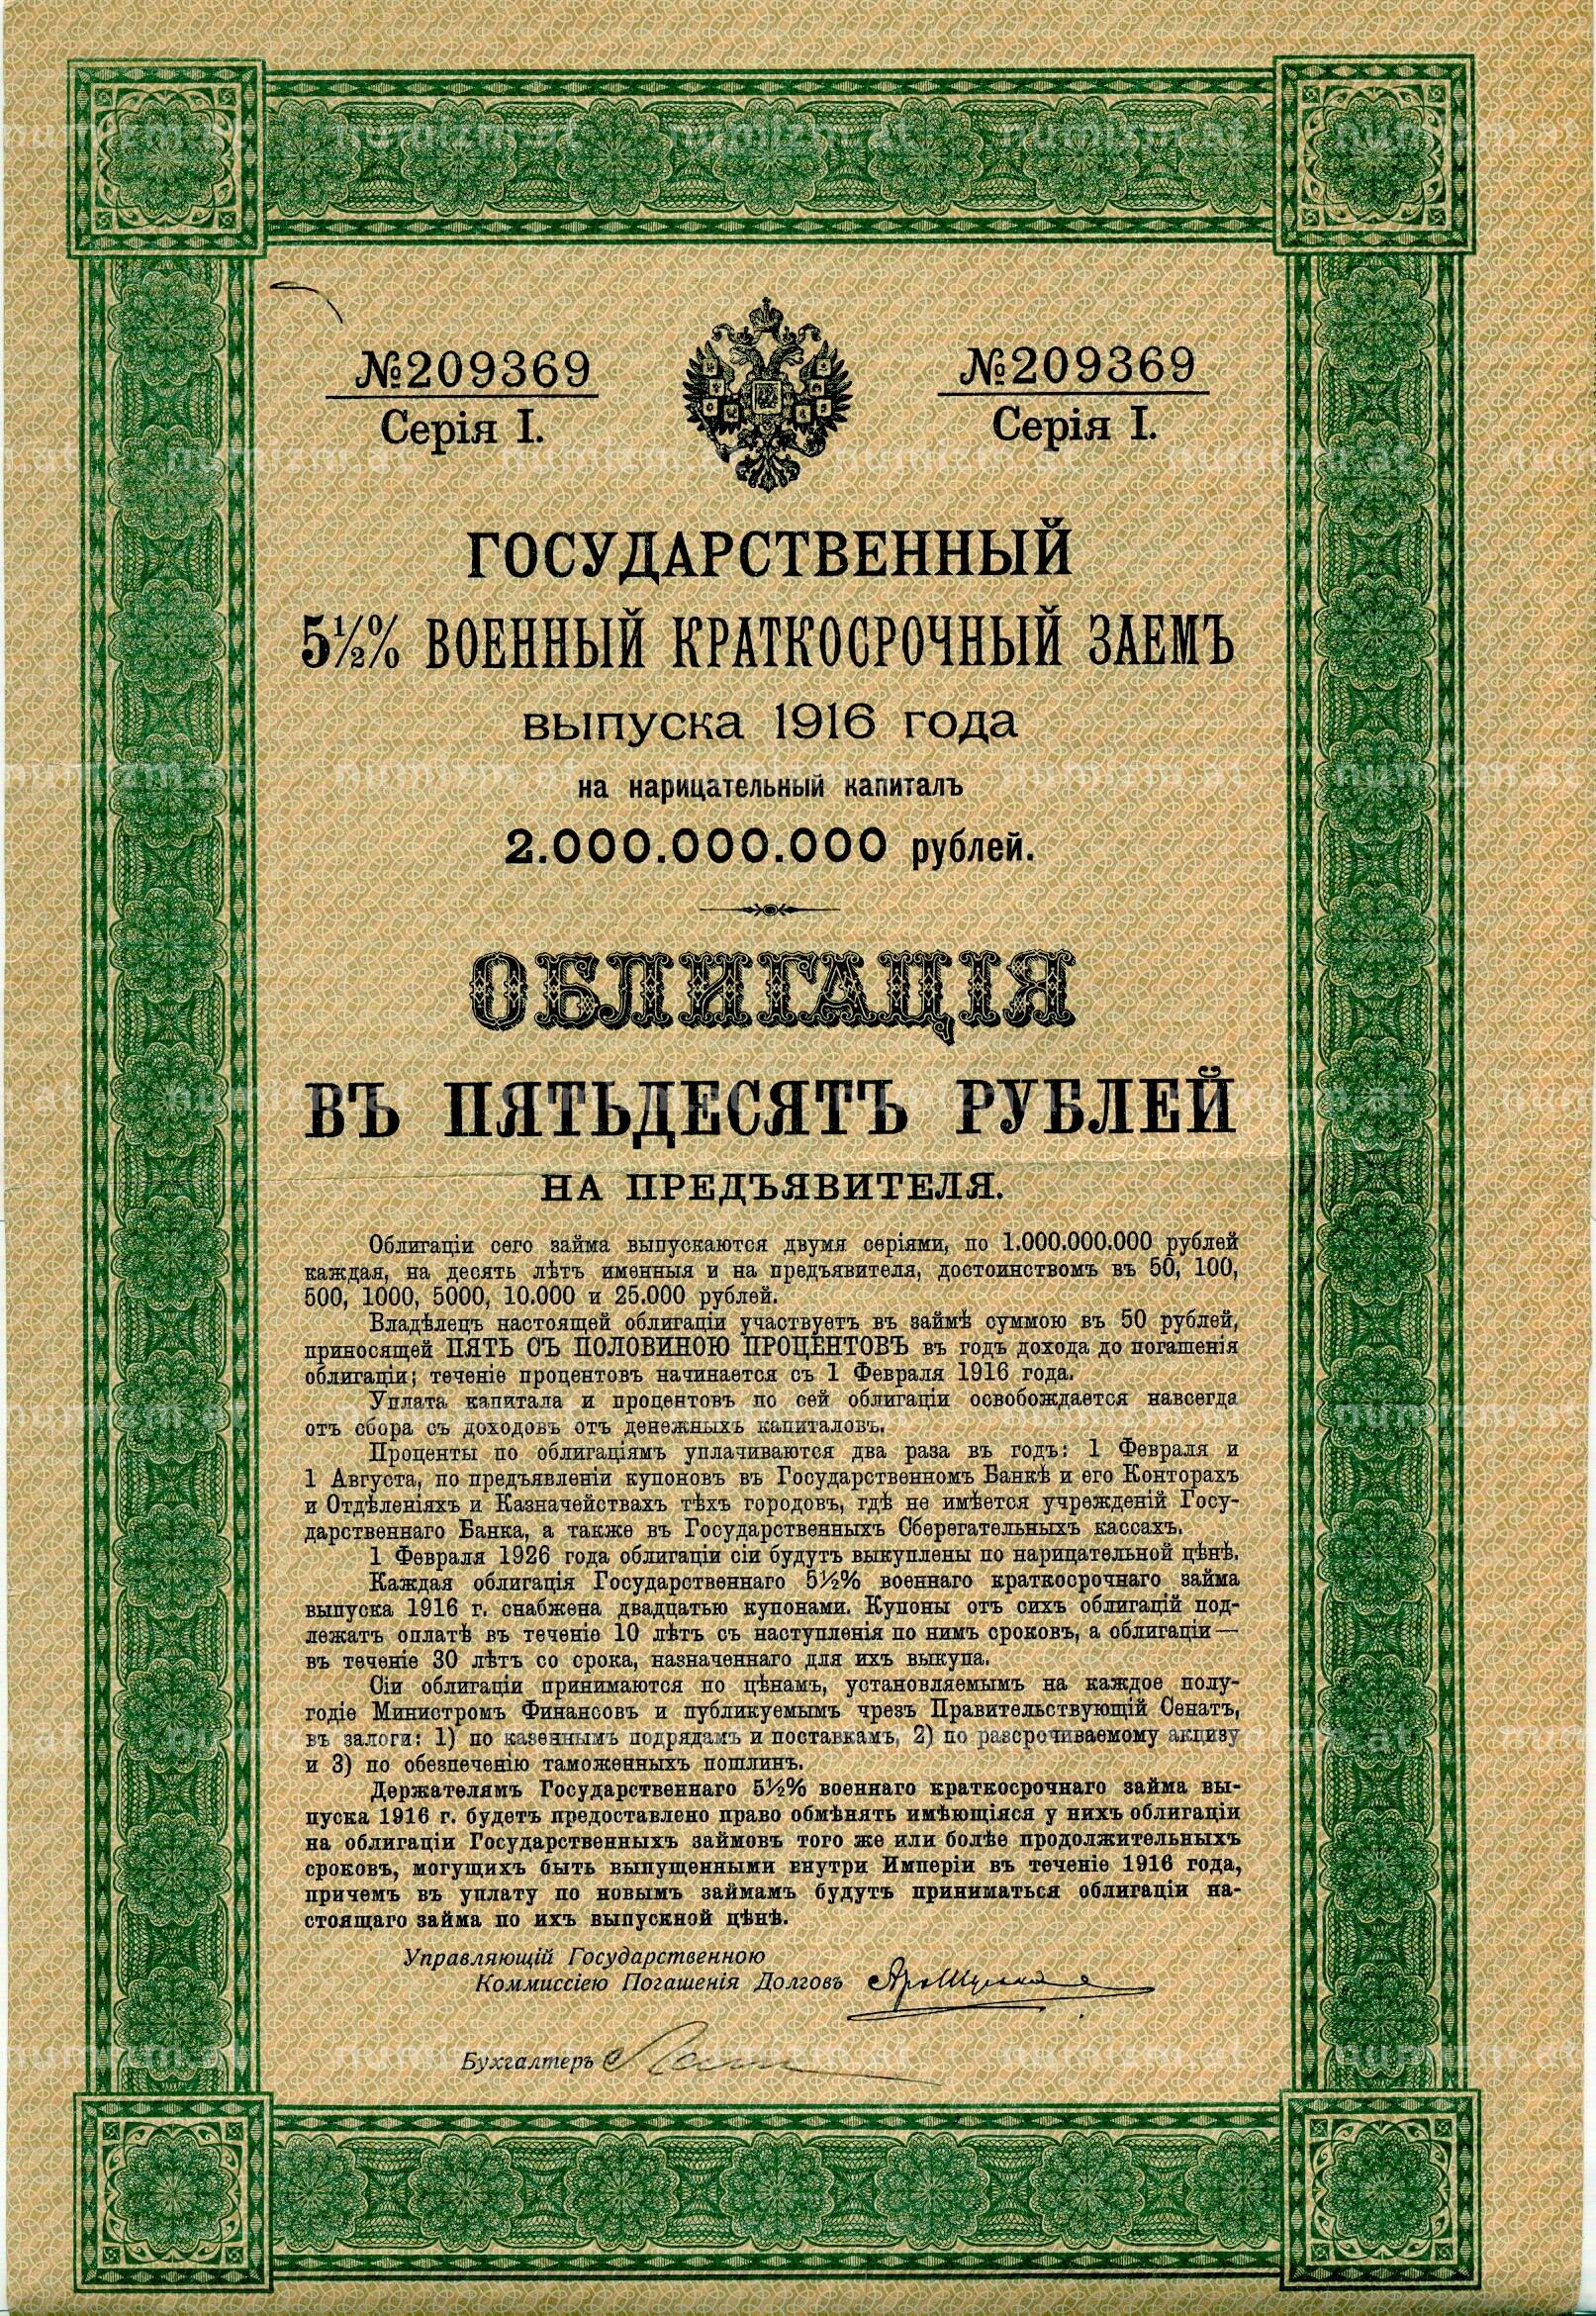 №209369
Серія I.
№209369
Серія I.
ГОСУДАРСТВЕННЫЙ
5½% ВОЕННЫЙ КРАТКОСРОЧНЫЙ ЗАЕМЪ
выпуска 1916 года
на нарицательный капиталъ
2.000.000.000 рублей.
ОБЛИГАЦІЯ
ВЪ ПЯТЬДЕСЯТЪ РУБЛЕЙ
НА ПРЕДЪЯВИТЕЛЯ.
Облигаціи сего займа выпускаются двумя серіями, по 1.000.000.000 рублей
каждая, на десять лѣтъ именныя и на предъявителя, достоинствомъ въ 50, 100,
500, 1000, 5000, 10.000 и 25.000 рублей.
Владѣлецъ настоящей облигаціи участвуетъ въ займѣ суммою въ 50 рублей,
приносящей ПЯТЬ СЪ ПОЛОВИНОЮ ПРОЦЕНТОВЪ въ годъ дохода до погашенія
облигаціи; теченіе процентовъ начинается съ 1 Февраля 1916 года.
Уплата капитала и процентовъ по сей облигаціи освобождается навсегда
отъ сбора съ доходовъ отъ денежныхъ капиталовъ.
Проценты по облигаціямъ уплачиваются два раза въ годъ: 1 Февраля и
1 Августа, по предъявленіи купоновъ въ Государственномъ Банкѣ и его Конторахъ
и Отдѣленіяхъ и Казначействахъ тѣхъ городовъ, гдѣ не имѣется учрежденій Госу-
дарственнаго Банка, а также въ Государственныхъ Сберегательныхъ кассахъ.
1 Февраля 1926 года облигаціи сіи будутъ выкуплены по нарицательной цѣнѣ.
Каждая облигація Государственнаго 5½% военнаго краткосрочнаго займа
выпуска 1916 г. снабжена двадцатью купонами. Купоны отъ сихъ облигацій под-
лежатъ оплатѣ въ теченіе 10 лѣтъ съ наступленія по нимъ сроковъ, а облигаціи—
въ теченіе 30 лѣтъ со срока, назначеннаго для ихъ выкупа.
Сіи облигаціи принимаются по цѣнамъ, установляемымъ на каждое полу-
годіе Министромъ Финансовъ и публикуемымъ чрезъ Правительствующій Сенатъ,
въ залоги: 1) по казеннымъ подрядамъ и поставкамъ, 2) по разсрочиваемому акцизу
и 3) по обезпеченію таможенныхъ пошлинъ.
Держателямъ Государственнаго 5½% военнаго краткосрочнаго займа вы-
пуска 1916 г. будетъ предоставлено право обмѣнять имѣющіяся у нихъ облигаціи
на облигаціи Государственныхъ займовъ того же или болѣе продолжительныхъ
сроковъ, могущихъ быть выпущенными внутри Имперіи въ теченіе 1916 года,
причемъ въ уплату по новымъ займамъ будутъ приниматься облигаціи на-
стоящаго займа по ихъ выпускной цѣнѣ.
Управляющій Государственною
Коммиссіею Погашенія Долговъ
Бухгалтеръ
numizm.at